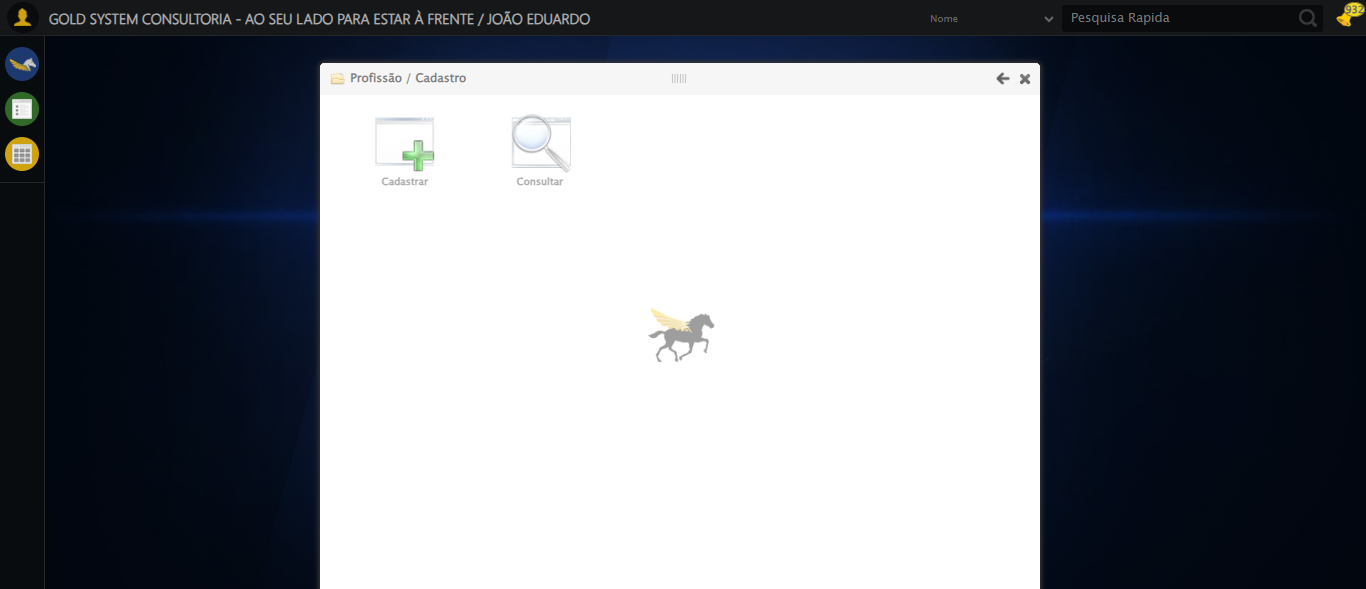 GOLD SYSTEM CONSULTORIA - AO SEU LADO PARA ESTAR À FRENTE / JOÃO EDUARDO
Nome
Pesquisa Rapida
932
Profissão / Cadastro
Cadastrar
Consultar